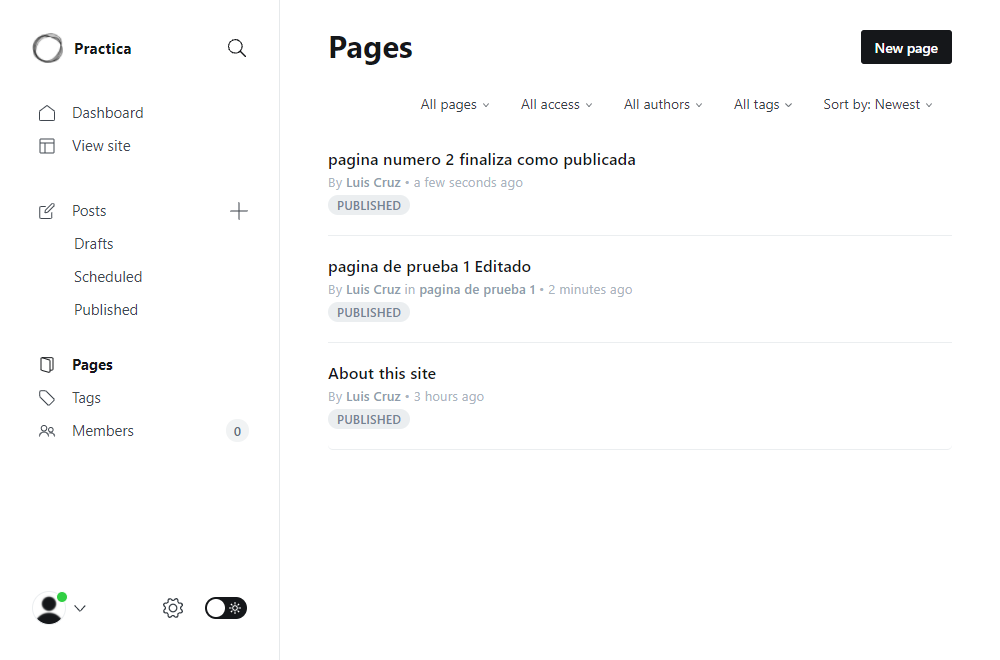 Practica
Dashboard
View site
Posts
Drafts
Scheduled
Published
Pages
Tags
Members 0
Pages
New page
All pages All access All authors All tags Sort by: Newest
pagina numero 2 finaliza como publicada
By Luis Cruz • a few seconds ago
PUBLISHED
pagina de prueba 1 Editado
By Luis Cruz in pagina de prueba 1 • 2 minutes ago
PUBLISHED
About this site
By Luis Cruz • 3 hours ago
PUBLISHED